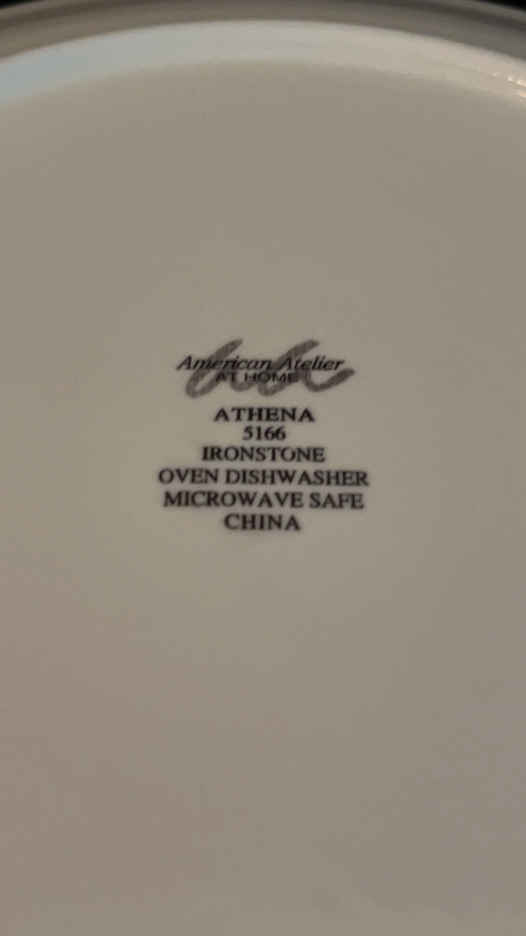 American Atelier
AT HOME
ATHENA
5166
IRONSTONE
OVEN DISHWASHER
MICROWAVE SAFE
CHINA